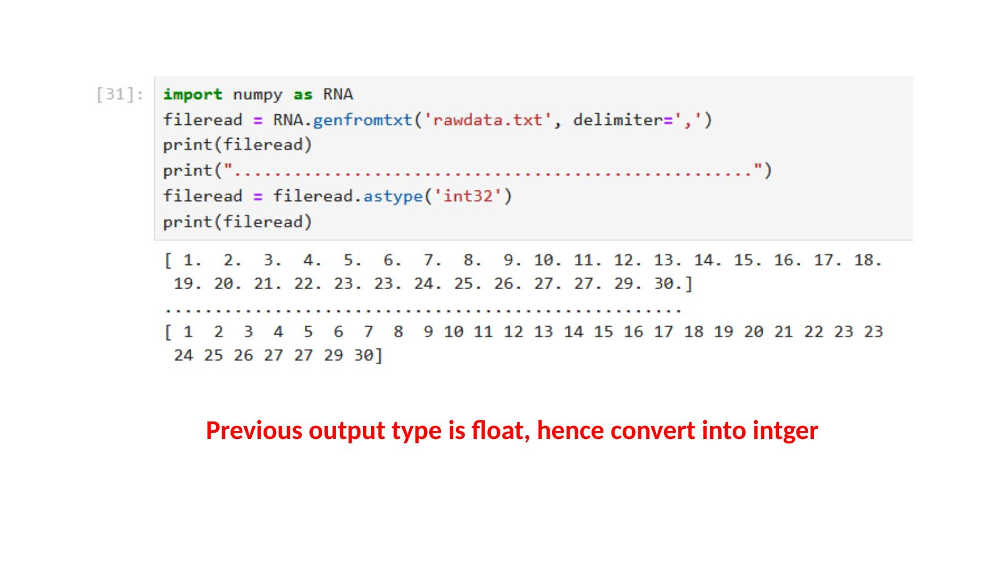 [31]: import numpy as RNA
fileread = RNA.genfromtxt('rawdata.txt', delimiter=',')
print(fileread)
print("....................................................")
fileread = fileread.astype('int32')
print(fileread)
[ 1.  2.  3.  4.  5.  6.  7.  8.  9. 10. 11. 12. 13. 14. 15. 16. 17. 18.
 19. 20. 21. 22. 23. 23. 24. 25. 26. 27. 27. 29. 30.]
....................................................
[ 1  2  3  4  5  6  7  8  9 10 11 12 13 14 15 16 17 18 19 20 21 22 23 23
 24 25 26 27 27 29 30]
Previous output type is float, hence convert into intger